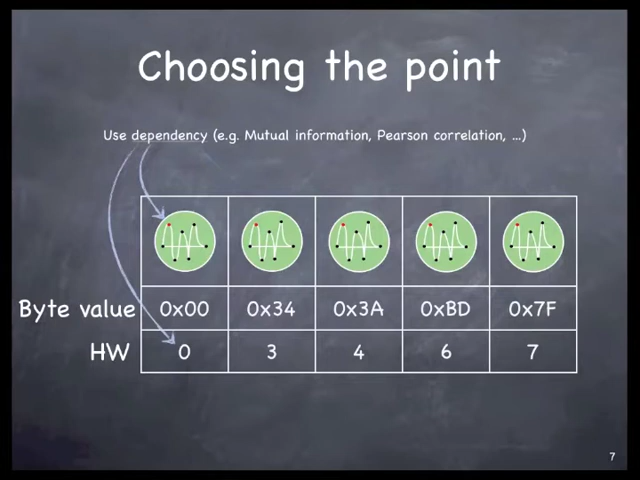 Choosing the point
Use dependency (e.g. Mutual information, Pearson correlation, ...)
Byte value 0x00 0x34 0x3A 0xBD 0x7F
HW 0 3 4 6 7
7